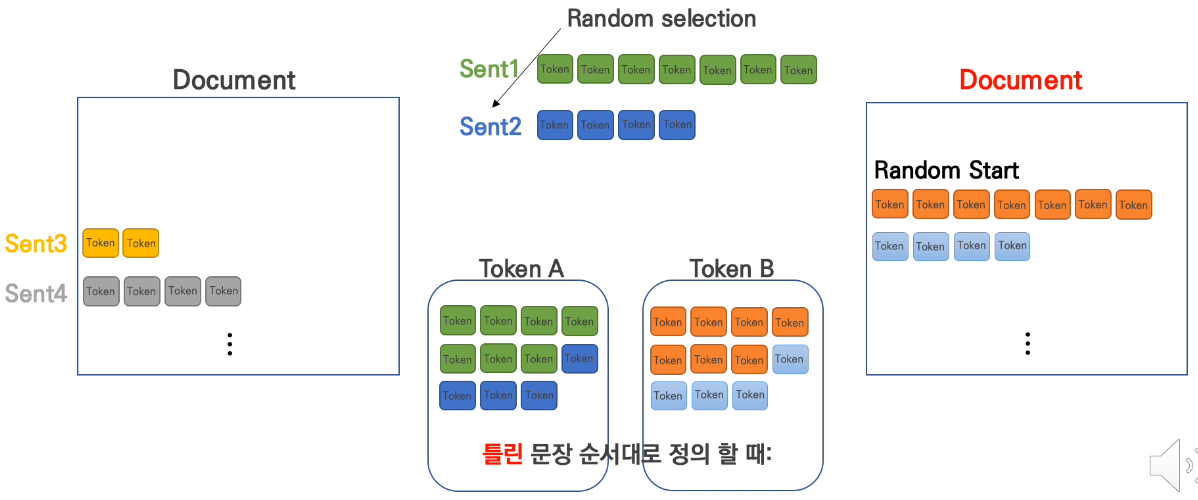 Random selection
Document
Sent1 Token Token Token Token Token Token Token
Sent2 Token Token Token Token
Document
Random Start
Token Token Token Token Token Token Token
Token Token Token Token
Sent3 Token Token
Sent4 Token Token Token Token
Token A
Token Token Token Token
Token Token Token Token
Token Token Token
Token B
Token Token Token Token
Token Token Token Token
Token Token Token
틀린 문장 순서대로 정의 할 때: